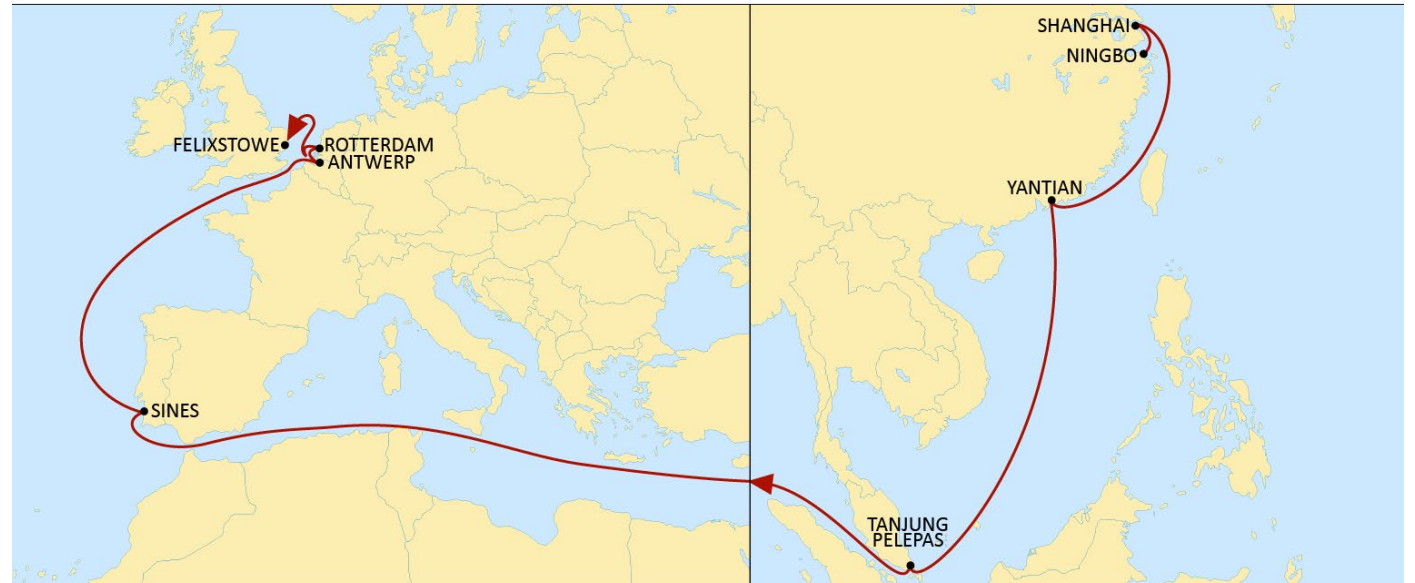 SHANGHAI
NINGBO
FELIXSTOWE
ROTTERDAM
ANTWERP
YANTIAN
SINES
TANJUNG
PELEPAS